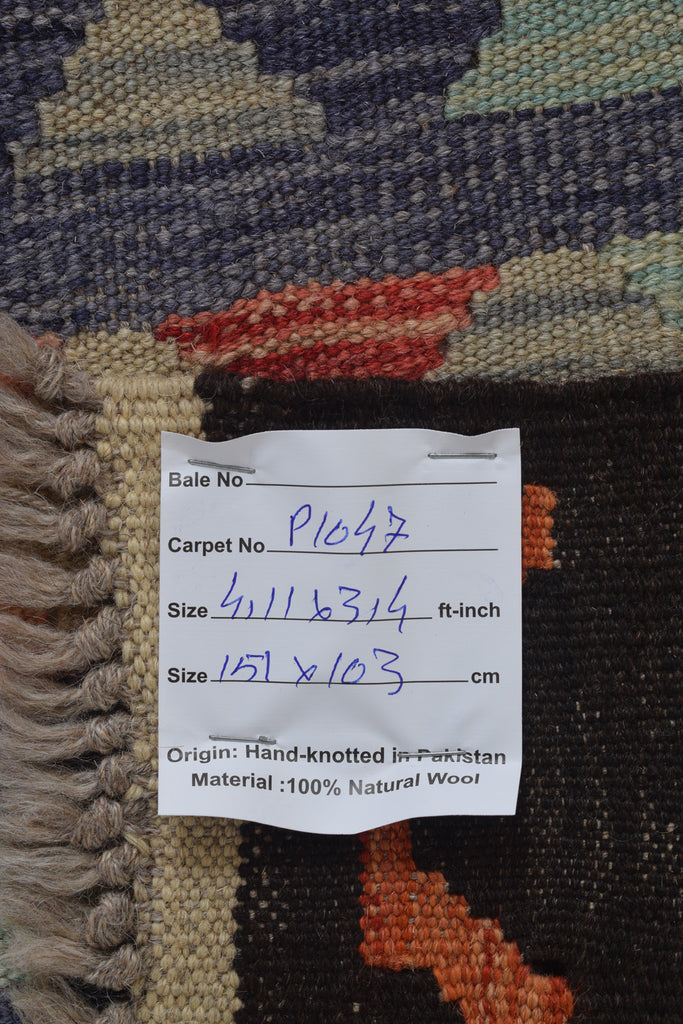 Bale No
Carpet No P1047
Size 4,11 x 3,4 ft-inch
Size 151 x 103 cm
Origin: Hand-knotted in Pakistan
Material :100% Natural Wool